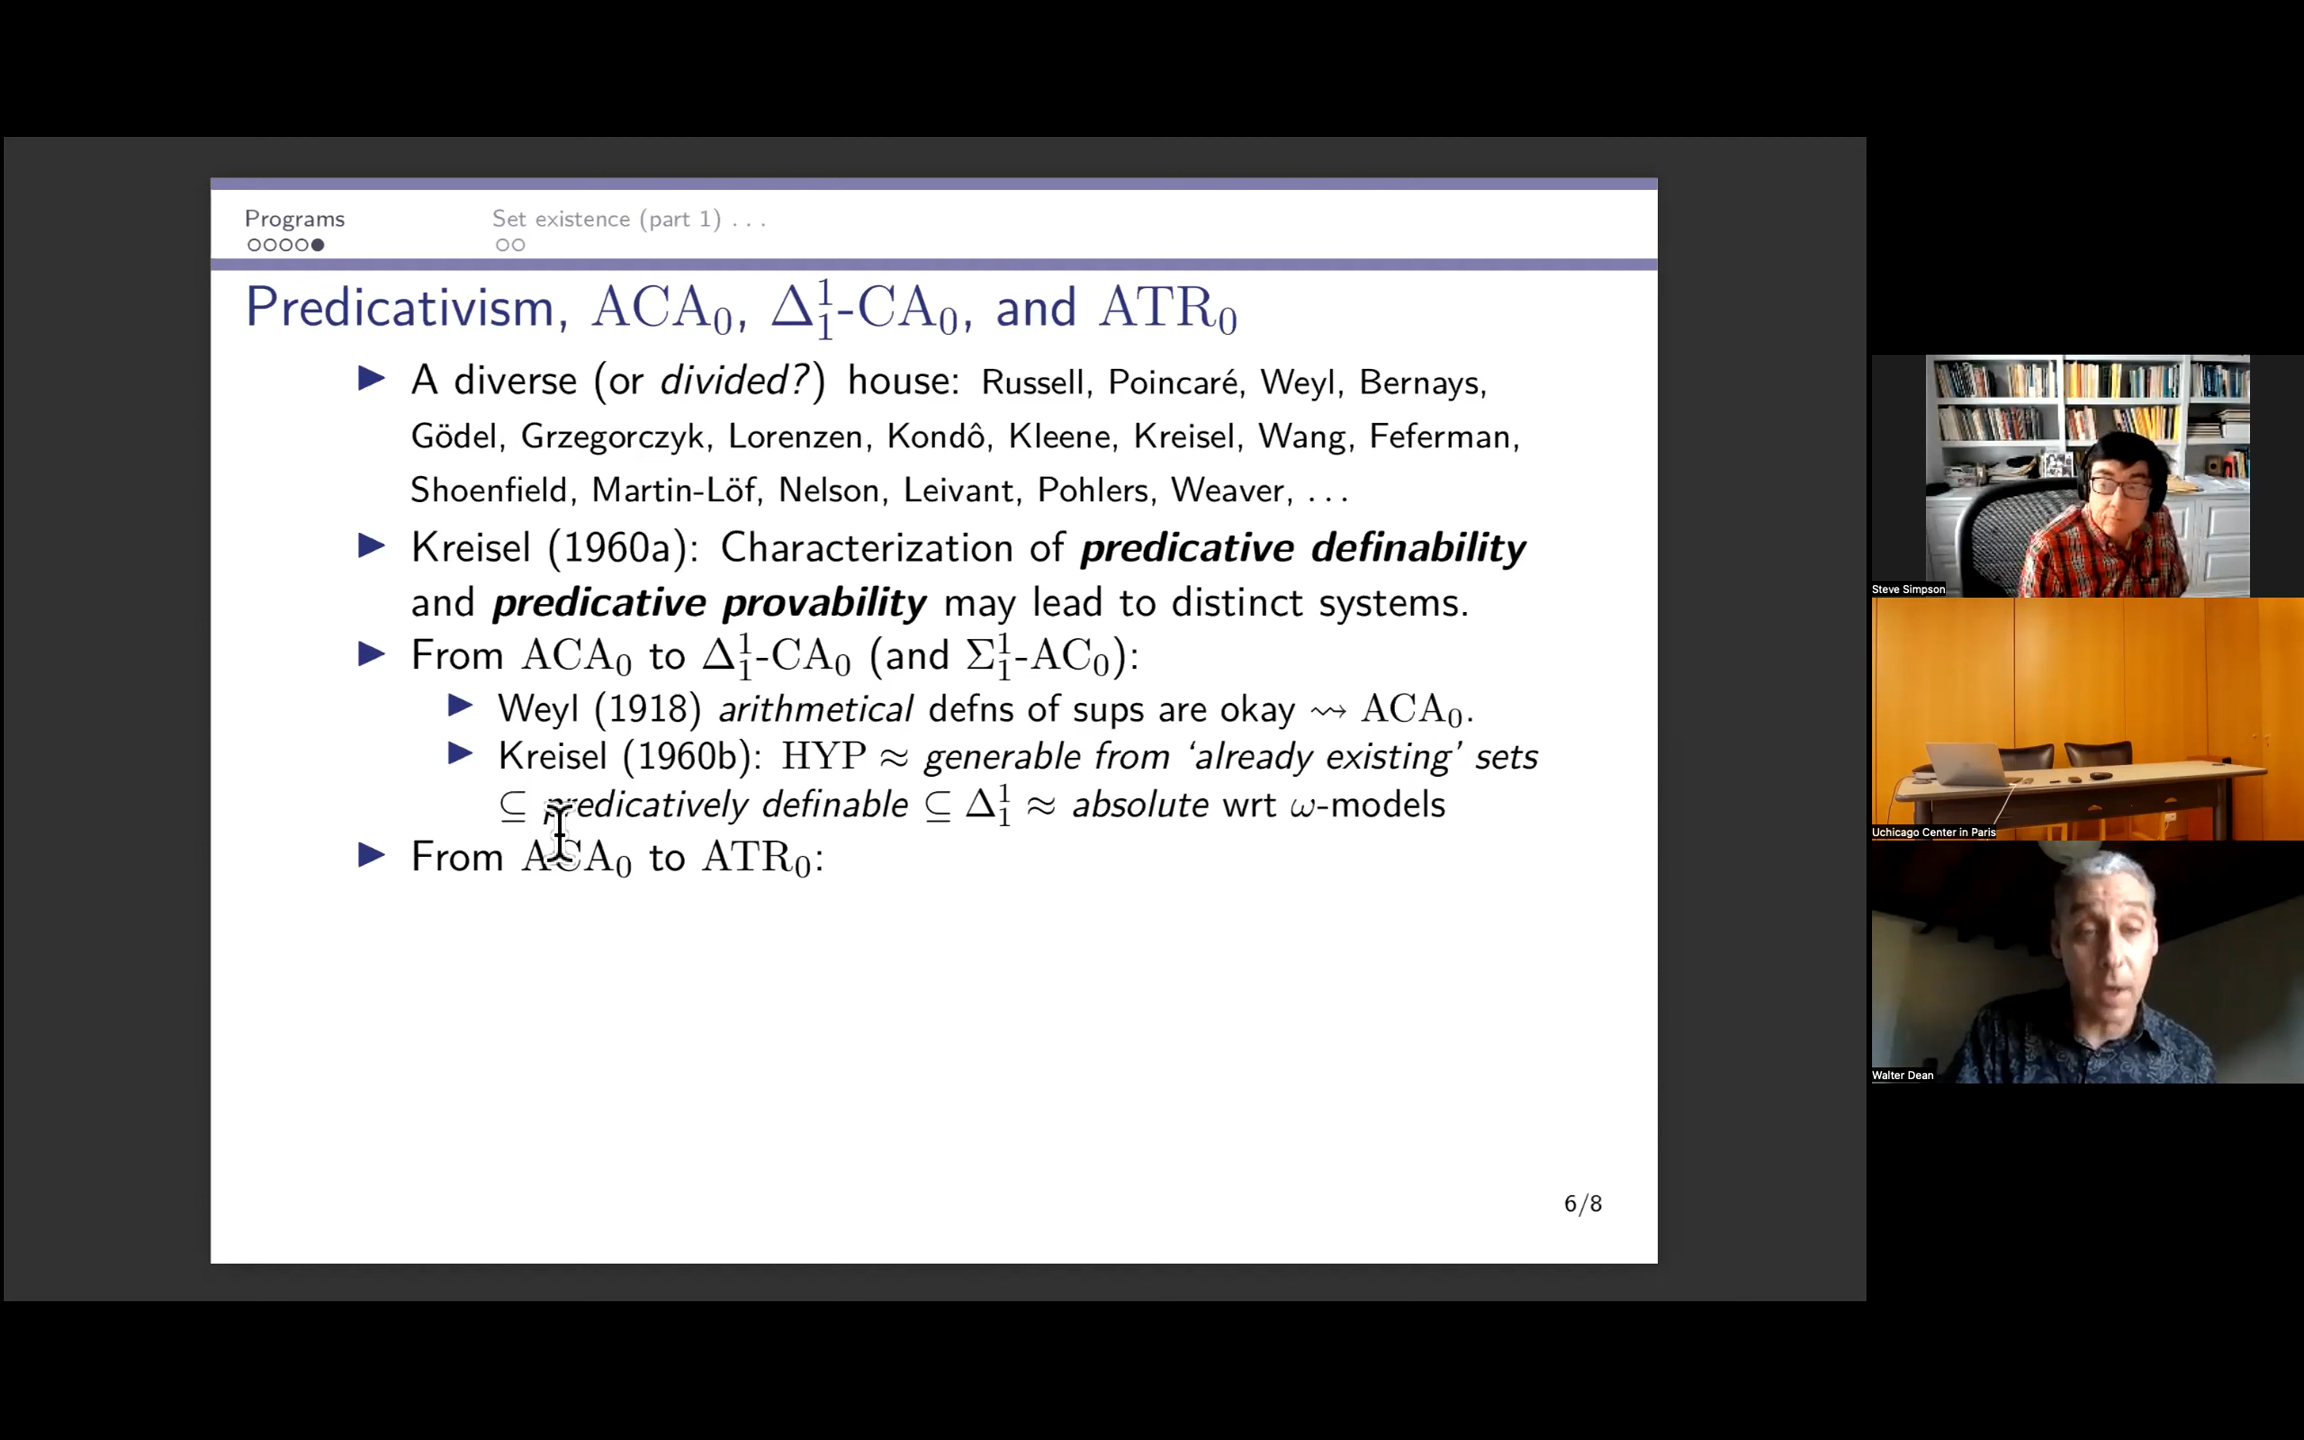 Programs
Set existence (part 1) . . .
Predicativism, ACA₀, Δ¹₁-CA₀, and ATR₀
▶ A diverse (or divided?) house: Russell, Poincaré, Weyl, Bernays,
Gödel, Grzegorczyk, Lorenzen, Kondô, Kleene, Kreisel, Wang, Feferman,
Shoenfield, Martin-Löf, Nelson, Leivant, Pohlers, Weaver, . . .
▶ Kreisel (1960a): Characterization of predicative definability
and predicative provability may lead to distinct systems.
▶ From ACA₀ to Δ¹₁-CA₀ (and Σ¹₁-AC₀):
▶ Weyl (1918) arithmetical defns of sups are okay ⇝ ACA₀.
▶ Kreisel (1960b): HYP ≈ generable from ‘already existing’ sets
⊆ predicatively definable ⊆ Δ¹₁ ≈ absolute wrt ω-models
▶ From ACA₀ to ATR₀:
6/8
Steve Simpson
Uchicago Center in Paris
Walter Dean